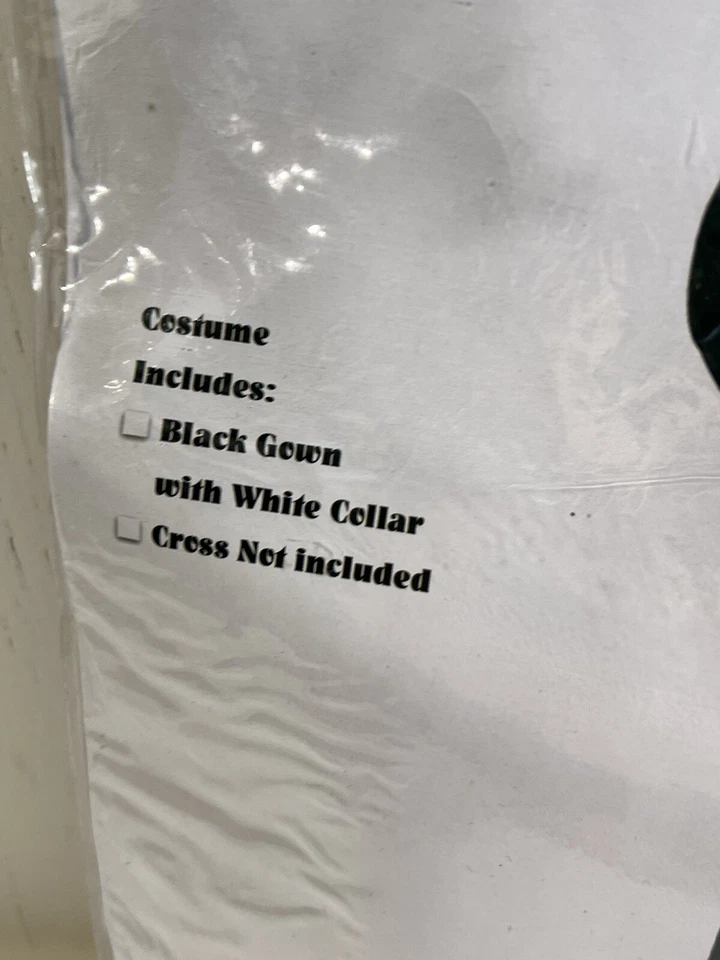 Costume
Includes:
☐ Black Gown
with White Collar
☐ Cross Not included